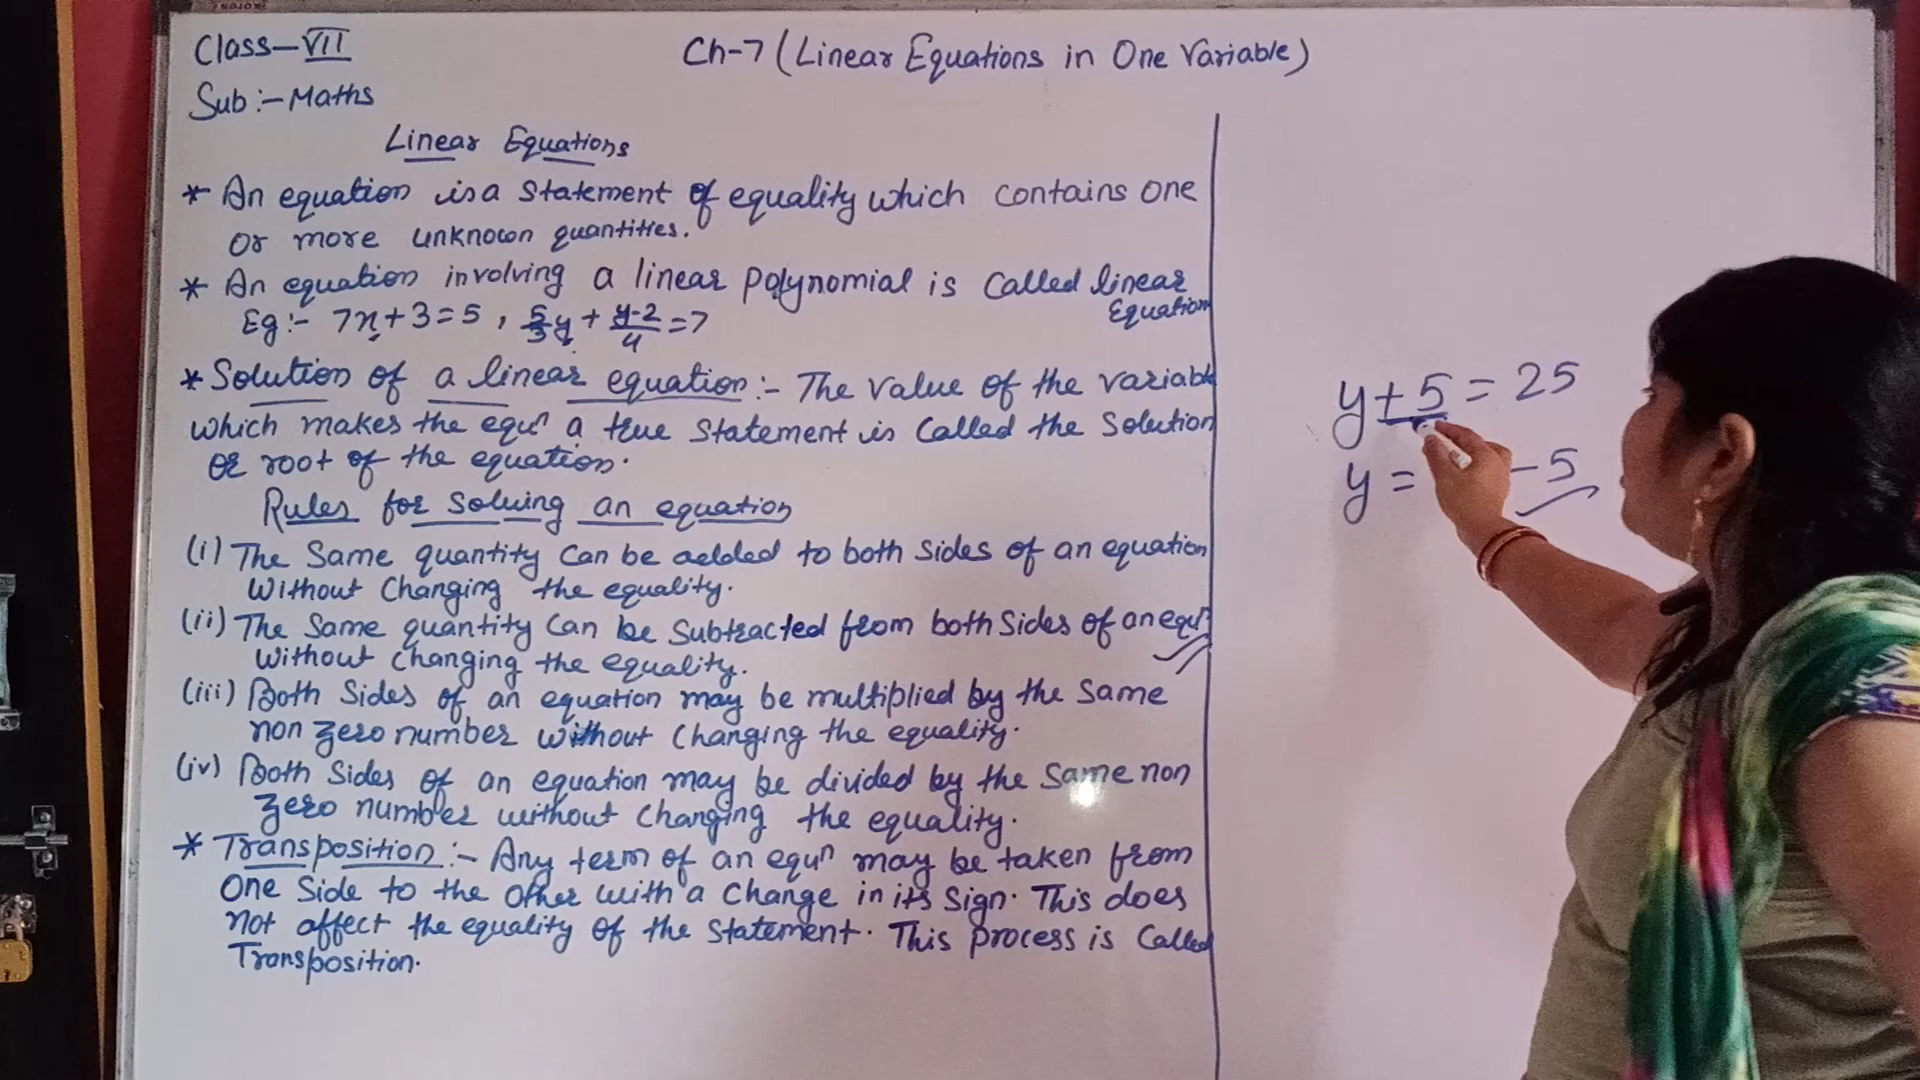 Class-VII
Ch-7 (Linear Equations in One Variable)
Sub:-Maths
Linear Equations
* An equation is a statement of equality which contains one
or more unknown quantities.
* An equation involving a linear polynomial is called linear
Equation
Eg:- 7x+3=5, 5/3y + y-2/4 =7
* Solution of a linear equation:- The value of the variable
which makes the equn a true statement is called the solution
or root of the equation.
Rules for solving an equation
(i) The same quantity can be added to both sides of an equation
without changing the equality.
(ii) The same quantity can be subtracted from both sides of an equn
without changing the equality.
(iii) Both sides of an equation may be multiplied by the same
non zero number without changing the equality.
(iv) Both sides of an equation may be divided by the same non
zero number without changing the equality.
* Transposition:- Any term of an equn may be taken from
one side to the other with a change in its sign. This does
not affect the equality of the statement. This process is called
Transposition.
y+5=25
y= -5